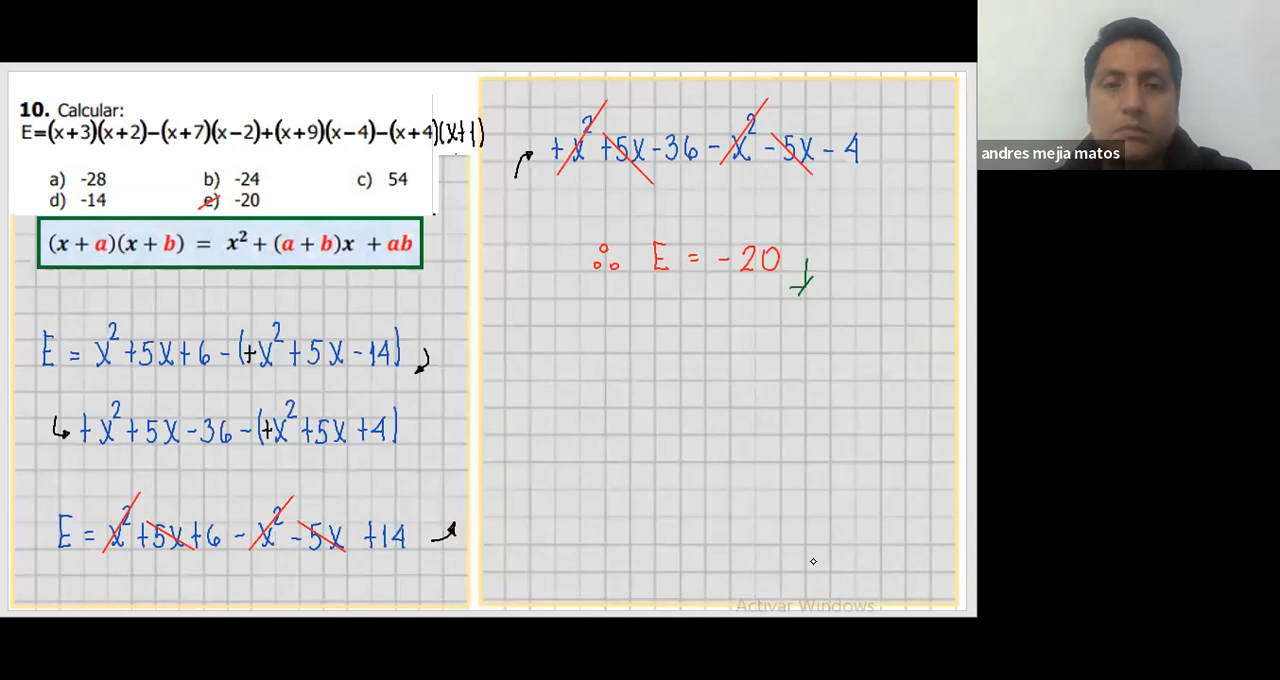 10. Calcular:
E=(x+3)(x+2)−(x+7)(x−2)+(x+9)(x−4)−(x+4)(x+1)
a) -28 b) -24 c) 54
d) -14 e) -20
(x + a)(x + b) = x² + (a + b)x + ab
E = x² + 5x + 6 - (+x² + 5x - 14)
+ x² + 5x - 36 - (+x² + 5x + 4)
E = x² + 5x + 6 - x² - 5x + 14
+ x² + 5x - 36 - x² - 5x - 4
∴ E = - 20
Activar Windows
andres mejia matos